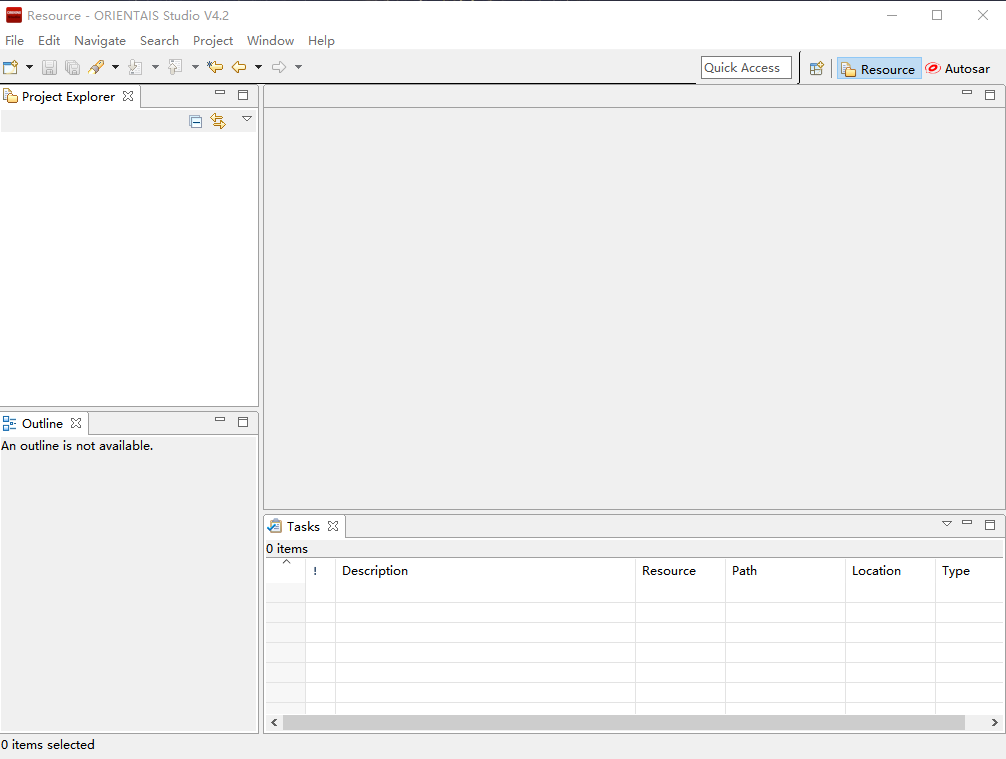 Resource - ORIENTAIS Studio V4.2
File Edit Navigate Search Project Window Help
Quick Access Resource Autosar
Project Explorer
Outline
An outline is not available.
Tasks
0 items
! Description Resource Path Location Type
0 items selected